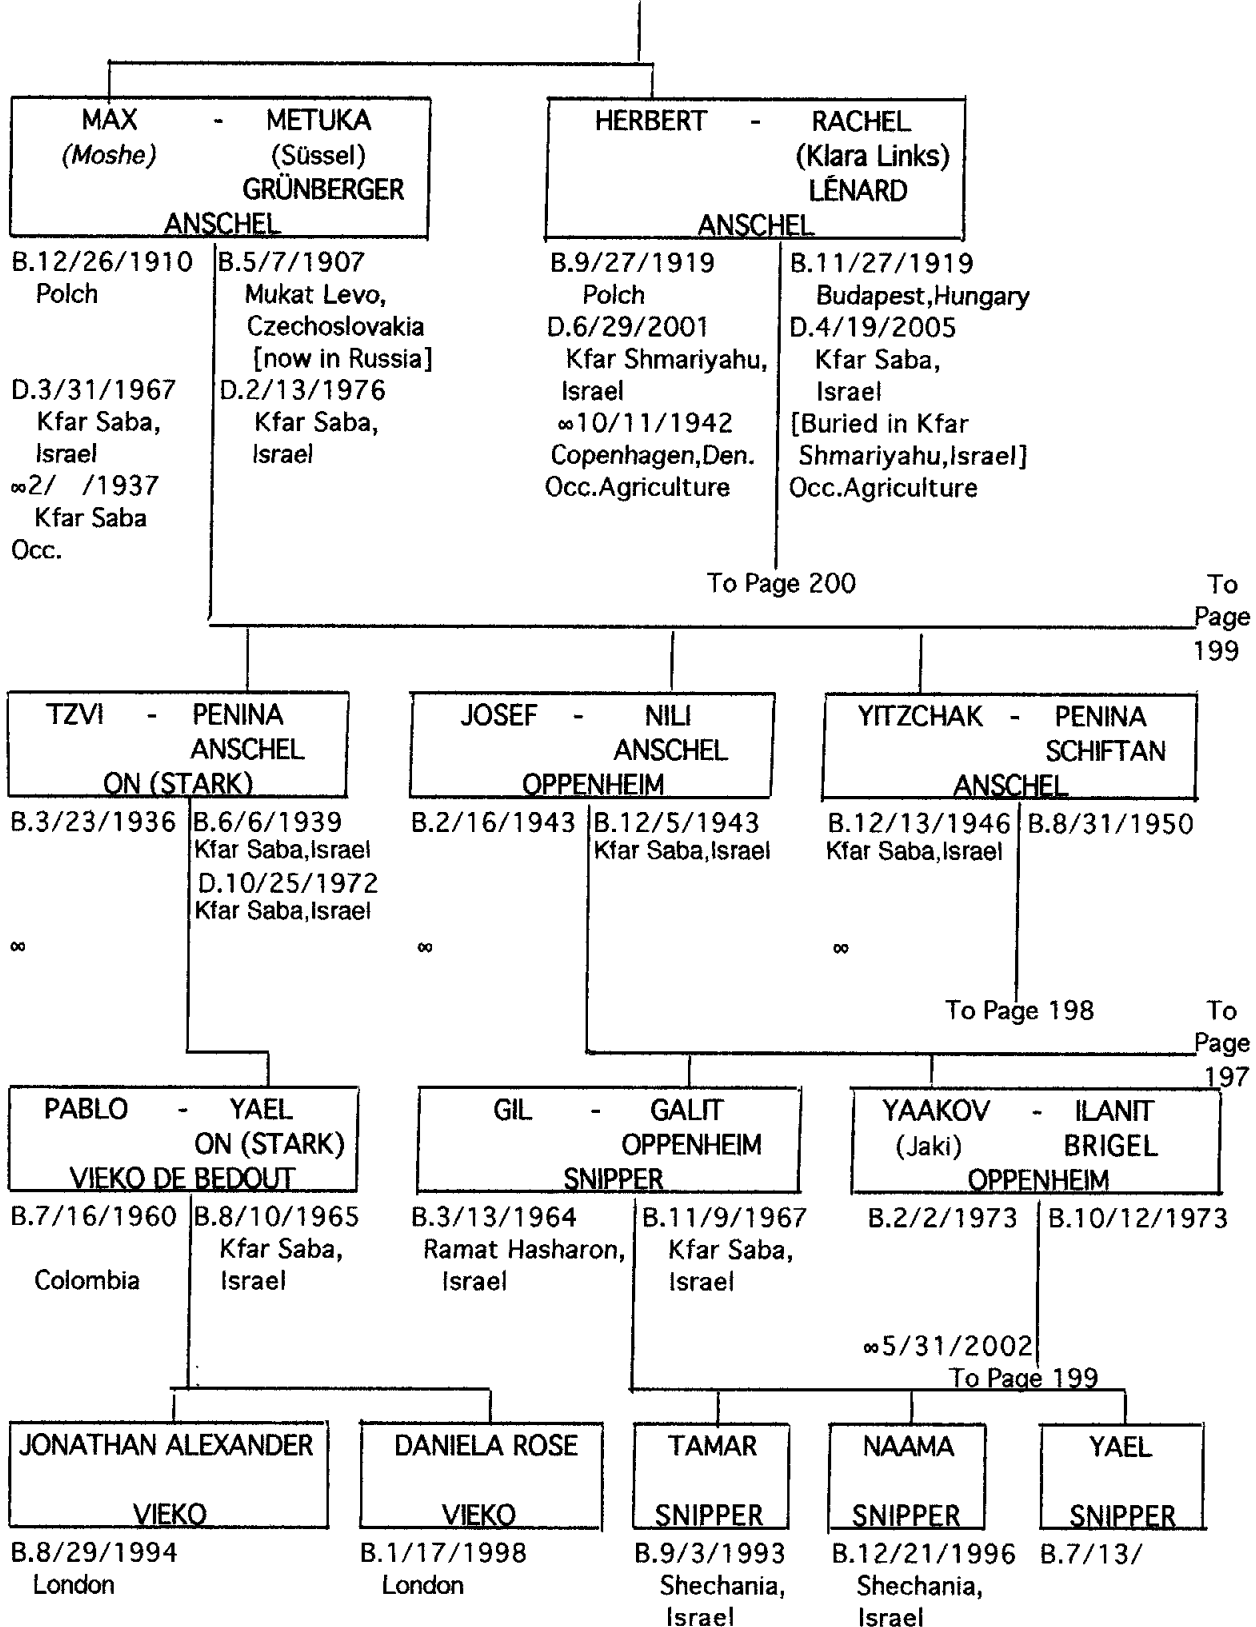 MAX - METUKA
(Moshe) (Süssel)
GRÜNBERGER
ANSCHEL
B.12/26/1910 B.5/7/1907
Polch Mukat Levo,
Czechoslovakia
[now in Russia]
D.3/31/1967 D.2/13/1976
Kfar Saba, Kfar Saba,
Israel Israel
∞2/ /1937
Kfar Saba
Occ.
HERBERT - RACHEL
(Klara Links)
LÉNARD
ANSCHEL
B.9/27/1919 B.11/27/1919
Polch Budapest,Hungary
D.6/29/2001 D.4/19/2005
Kfar Shmariyahu, Kfar Saba,
Israel Israel
∞10/11/1942 [Buried in Kfar
Copenhagen,Den. Shmariyahu,Israel]
Occ.Agriculture Occ.Agriculture
To Page 200
To
Page
199
TZVI - PENINA
ANSCHEL
ON (STARK)
B.3/23/1936 B.6/6/1939
Kfar Saba,Israel
D.10/25/1972
Kfar Saba,Israel
∞
JOSEF - NILI
ANSCHEL
OPPENHEIM
B.2/16/1943 B.12/5/1943
Kfar Saba,Israel
∞
YITZCHAK - PENINA
SCHIFTAN
ANSCHEL
B.12/13/1946 B.8/31/1950
Kfar Saba,Israel
∞
To Page 198
To
Page
197
PABLO - YAEL
ON (STARK)
VIEKO DE BEDOUT
B.7/16/1960 B.8/10/1965
Kfar Saba,
Colombia Israel
GIL - GALIT
OPPENHEIM
SNIPPER
B.3/13/1964 B.11/9/1967
Ramat Hasharon, Kfar Saba,
Israel Israel
YAAKOV - ILANIT
(Jaki) BRIGEL
OPPENHEIM
B.2/2/1973 B.10/12/1973
∞5/31/2002
To Page 199
JONATHAN ALEXANDER
VIEKO
B.8/29/1994
London
DANIELA ROSE
VIEKO
B.1/17/1998
London
TAMAR
SNIPPER
B.9/3/1993
Shechania,
Israel
NAAMA
SNIPPER
B.12/21/1996
Shechania,
Israel
YAEL
SNIPPER
B.7/13/